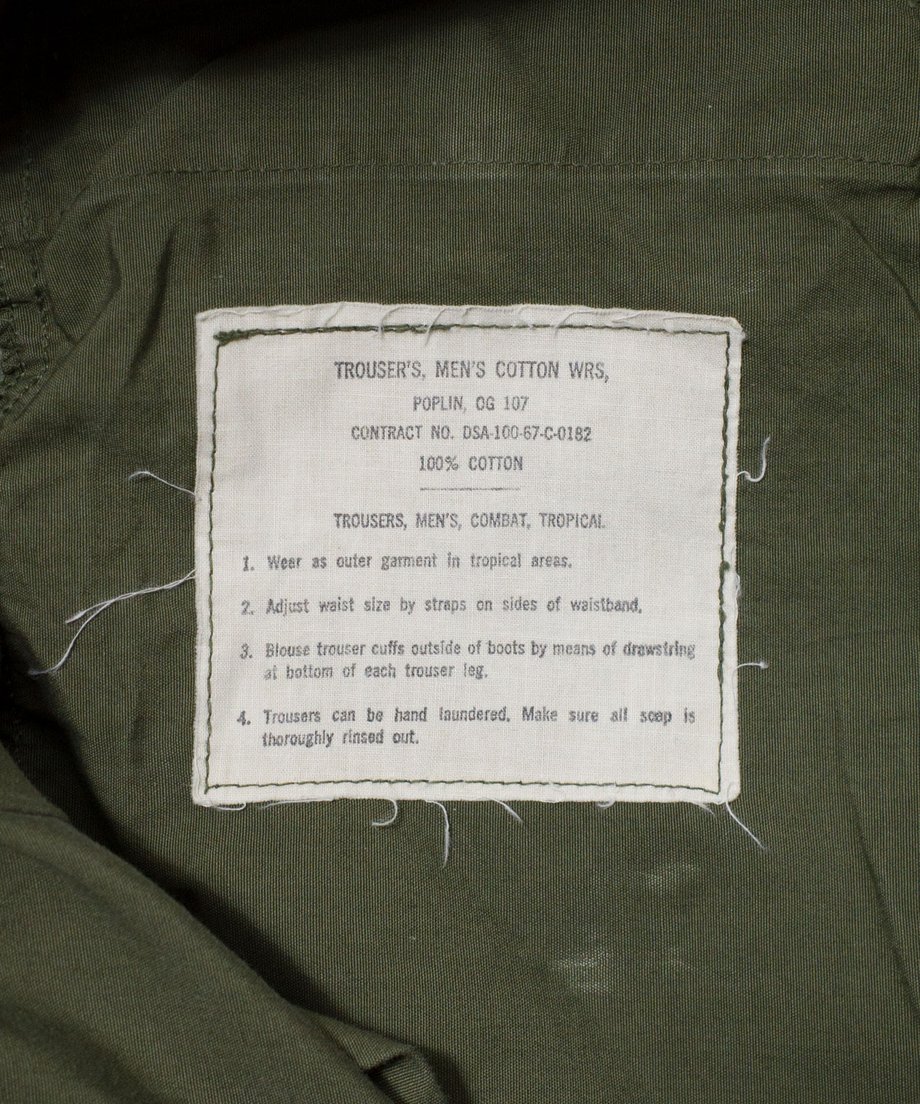 TROUSER'S, MEN'S COTTON WRS,
POPLIN, OG 107
CONTRACT NO. DSA-100-67-C-0182
100% COTTON
TROUSERS, MEN'S, COMBAT, TROPICAL
1. Wear as outer garment in tropical areas.
2. Adjust waist size by straps on sides of waistband.
3. Blouse trouser cuffs outside of boots by means of drawstring
at bottom of each trouser leg.
4. Trousers can be hand laundered. Make sure all soap is
thoroughly rinsed out.